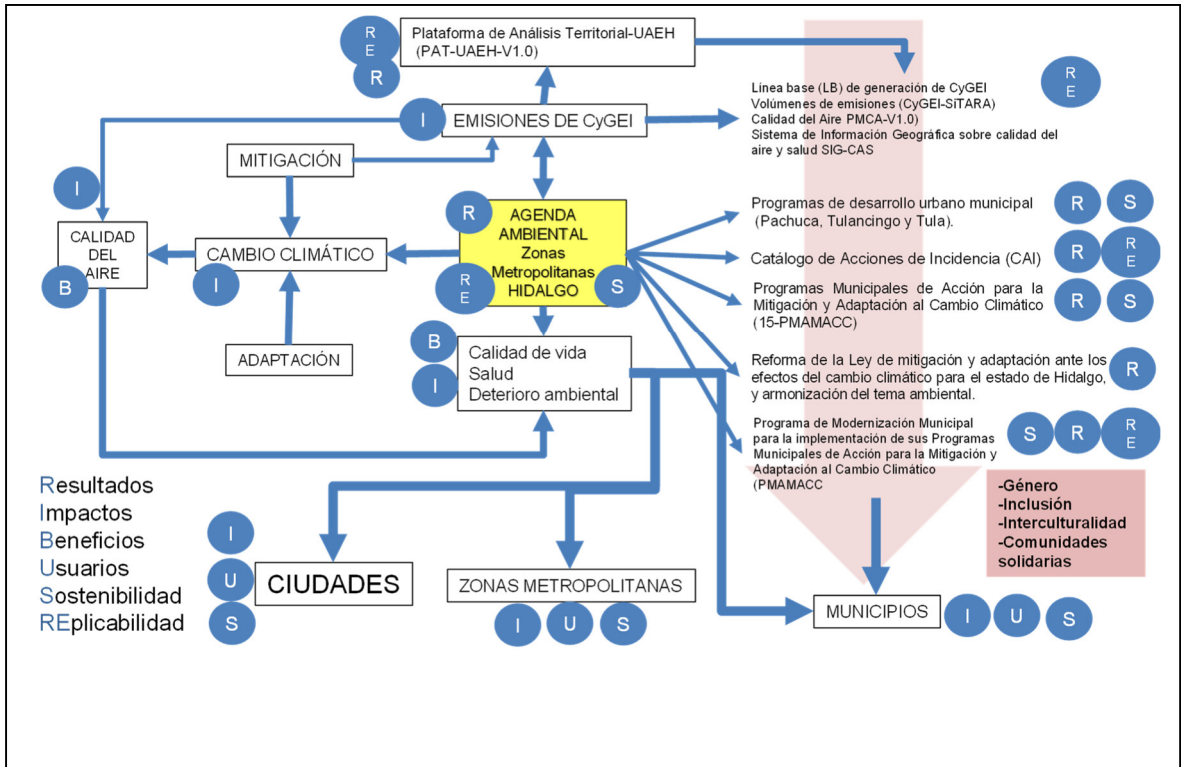 R
E
R
Plataforma de Análisis Territorial-UAEH
(PAT-UAEH-V1.0)
R
E
Línea base (LB) de generación de CyGEI
Volúmenes de emisiones (CyGEI-SiTARA)
Calidad del Aire PMCA-V1.0)
Sistema de Información Geográfica sobre calidad del
aire y salud SIG-CAS
I
EMISIONES DE CyGEI
MITIGACIÓN
I
CALIDAD
DEL
AIRE
B
CAMBIO CLIMÁTICO
I
ADAPTACIÓN
R
AGENDA
AMBIENTAL
Zonas
Metropolitanas
HIDALGO
R
E
S
Programas de desarrollo urbano municipal
(Pachuca, Tulancingo y Tula).
R
S
Catálogo de Acciones de Incidencia (CAI)
R
R
E
Programas Municipales de Acción para la
Mitigación y Adaptación al Cambio Climático
(15-PMAMACC)
R
S
B
I
Calidad de vida
Salud
Deterioro ambiental
Reforma de la Ley de mitigación y adaptación ante los
efectos del cambio climático para el estado de Hidalgo,
y armonización del tema ambiental.
R
Programa de Modernización Municipal
para la implementación de sus Programas
Municipales de Acción para la Mitigación y
Adaptación al Cambio Climático
(PMAMACC
S
R
R
E
-Género
-Inclusión
-Interculturalidad
-Comunidades
solidarias
Resultados
Impactos
Beneficios
Usuarios
Sostenibilidad
REplicabilidad
I
U
S
CIUDADES
ZONAS METROPOLITANAS
I
U
S
MUNICIPIOS
I
U
S